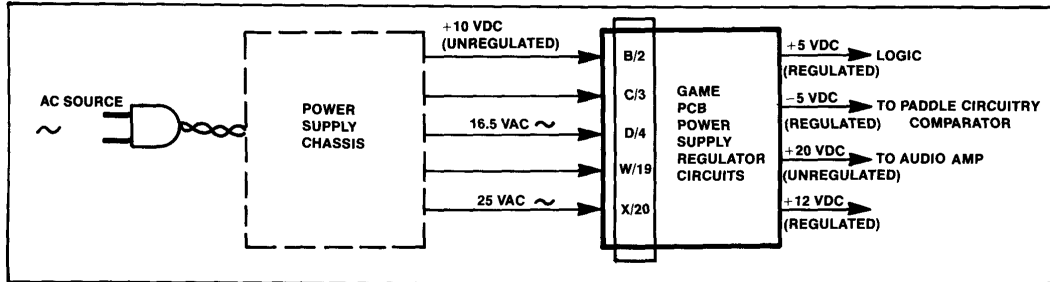 AC SOURCE
∼
POWER
SUPPLY
CHASSIS
+10 VDC
(UNREGULATED)
16.5 VAC ∼
25 VAC ∼
B/2
C/3
D/4
W/19
X/20
GAME
PCB
POWER
SUPPLY
REGULATOR
CIRCUITS
+5 VDC
(REGULATED)
LOGIC
−5 VDC
(REGULATED)
TO PADDLE CIRCUITRY
COMPARATOR
+20 VDC
(UNREGULATED)
TO AUDIO AMP
+12 VDC
(REGULATED)